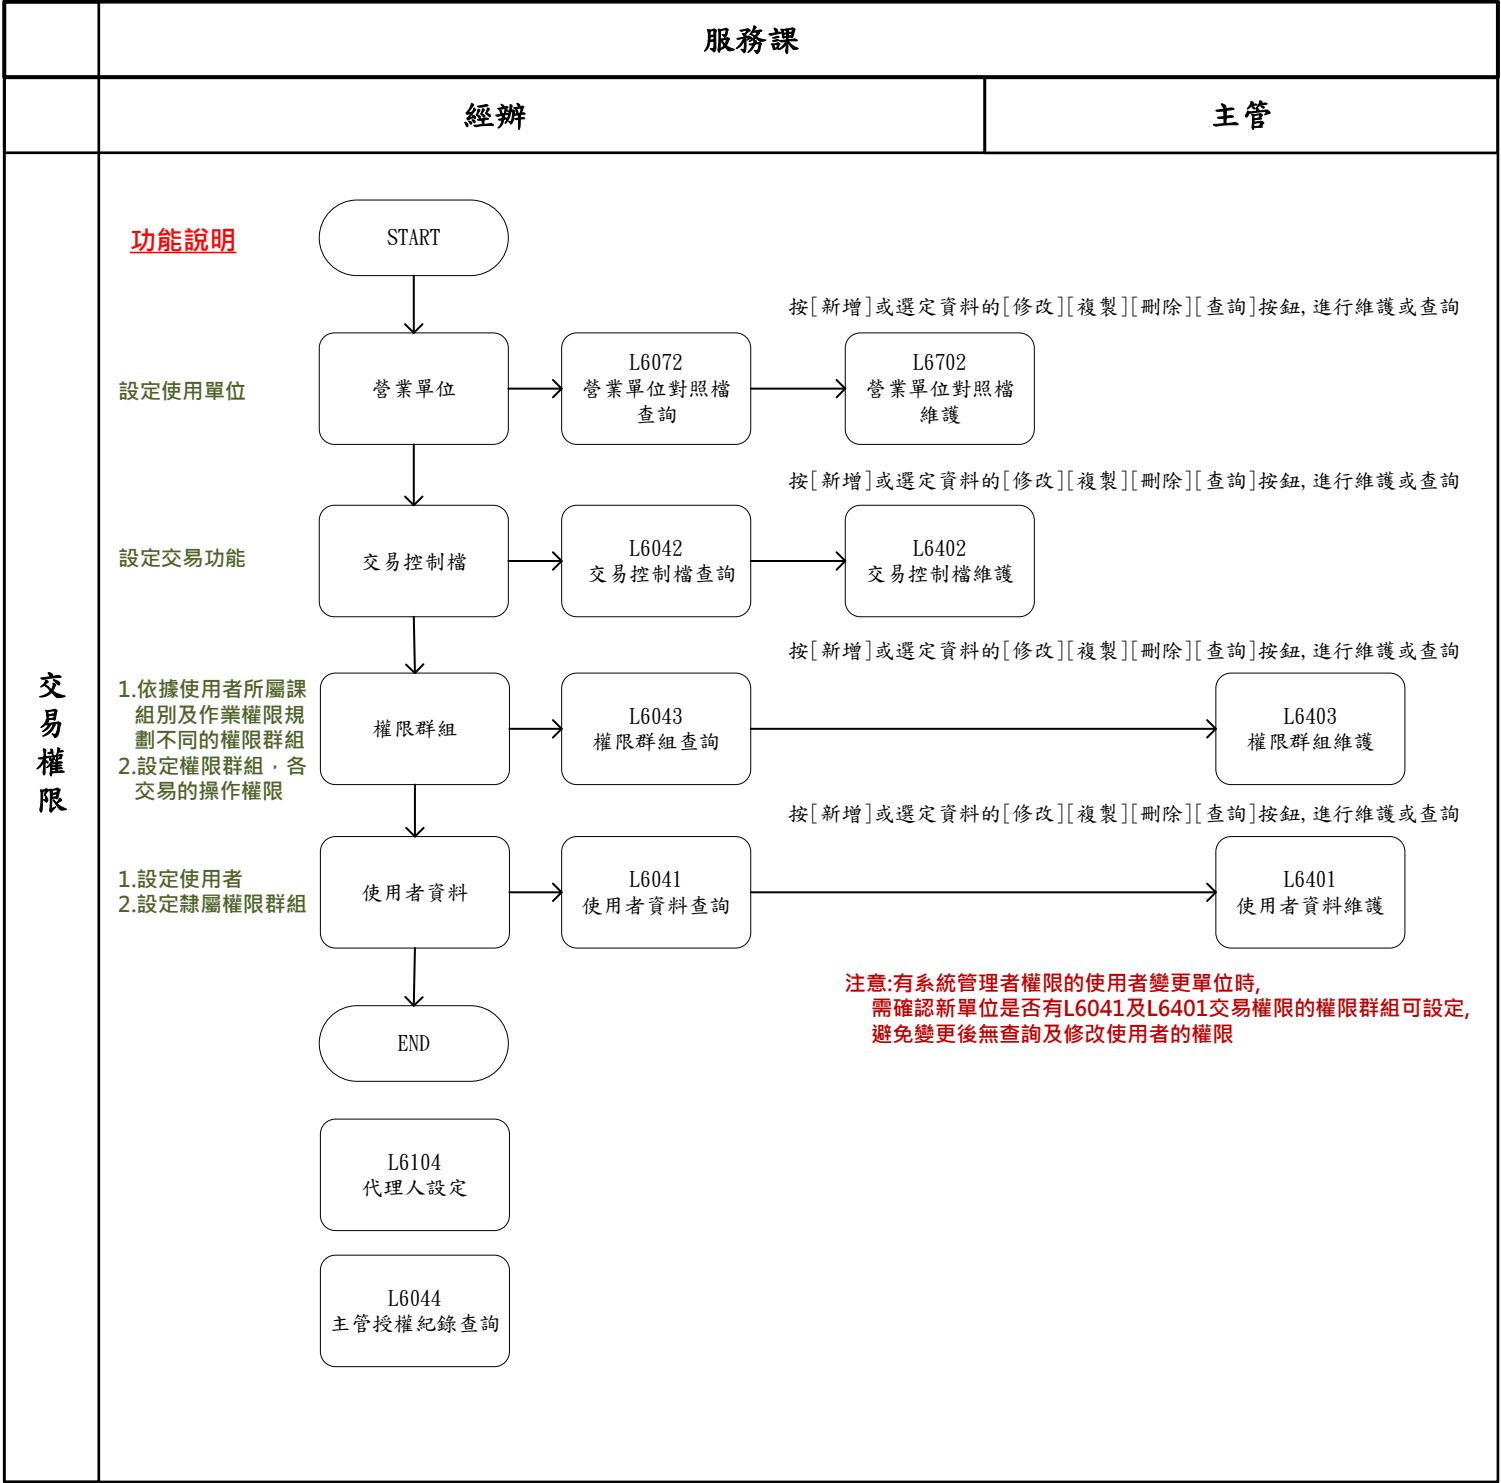 服務課
經辦
主管
交易權限
功能說明
START
按[新增]或選定資料的[修改][複製][刪除][查詢]按鈕,進行維護或查詢
設定使用單位
營業單位
L6072
營業單位對照檔
查詢
L6702
營業單位對照檔
維護
按[新增]或選定資料的[修改][複製][刪除][查詢]按鈕,進行維護或查詢
設定交易功能
交易控制檔
L6042
交易控制檔查詢
L6402
交易控制檔維護
按[新增]或選定資料的[修改][複製][刪除][查詢]按鈕,進行維護或查詢
1.依據使用者所屬課
組別及作業權限規
劃不同的權限群組
2.設定權限群組，各
交易的操作權限
權限群組
L6043
權限群組查詢
L6403
權限群組維護
按[新增]或選定資料的[修改][複製][刪除][查詢]按鈕,進行維護或查詢
1.設定使用者
2.設定隸屬權限群組
使用者資料
L6041
使用者資料查詢
L6401
使用者資料維護
注意:有系統管理者權限的使用者變更單位時,
需確認新單位是否有L6041及L6401交易權限的權限群組可設定,
避免變更後無查詢及修改使用者的權限
END
L6104
代理人設定
L6044
主管授權紀錄查詢